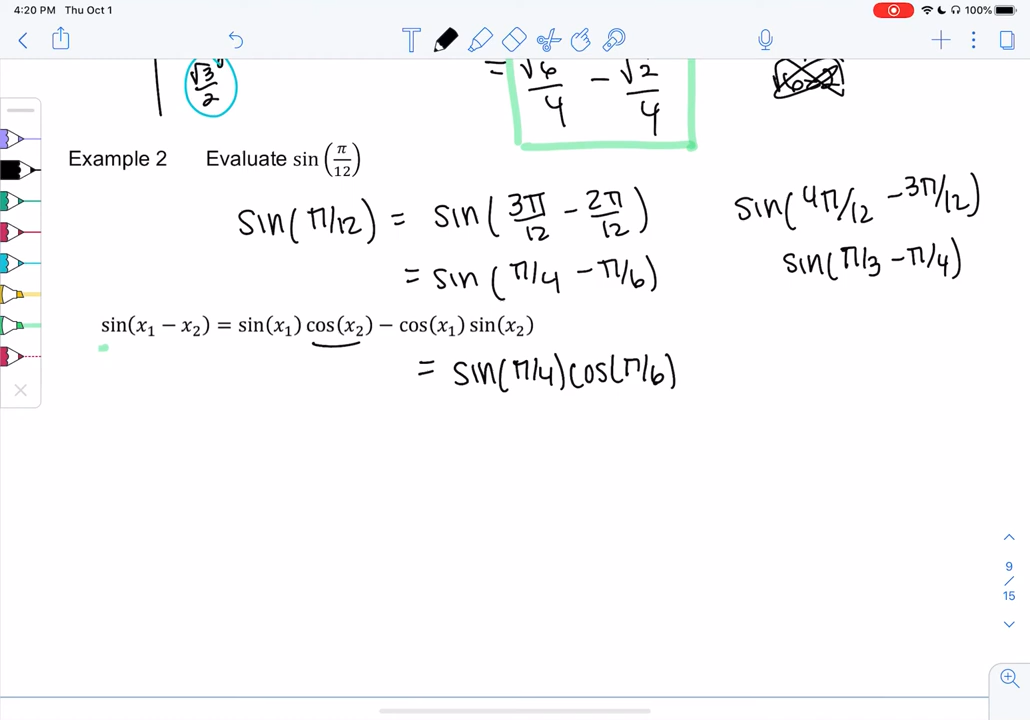 4:20 PM Thu Oct 1
100%
√3/2
= √6/4 − √2/4
Example 2 Evaluate sin (π/12)
sin(π/12) = sin(3π/12 − 2π/12)
sin(4π/12 − 3π/12)
= sin(π/4 − π/6)
sin(π/3 − π/4)
sin(x₁ − x₂) = sin(x₁) cos(x₂) − cos(x₁) sin(x₂)
= sin(π/4)cos(π/6)
9
/
15